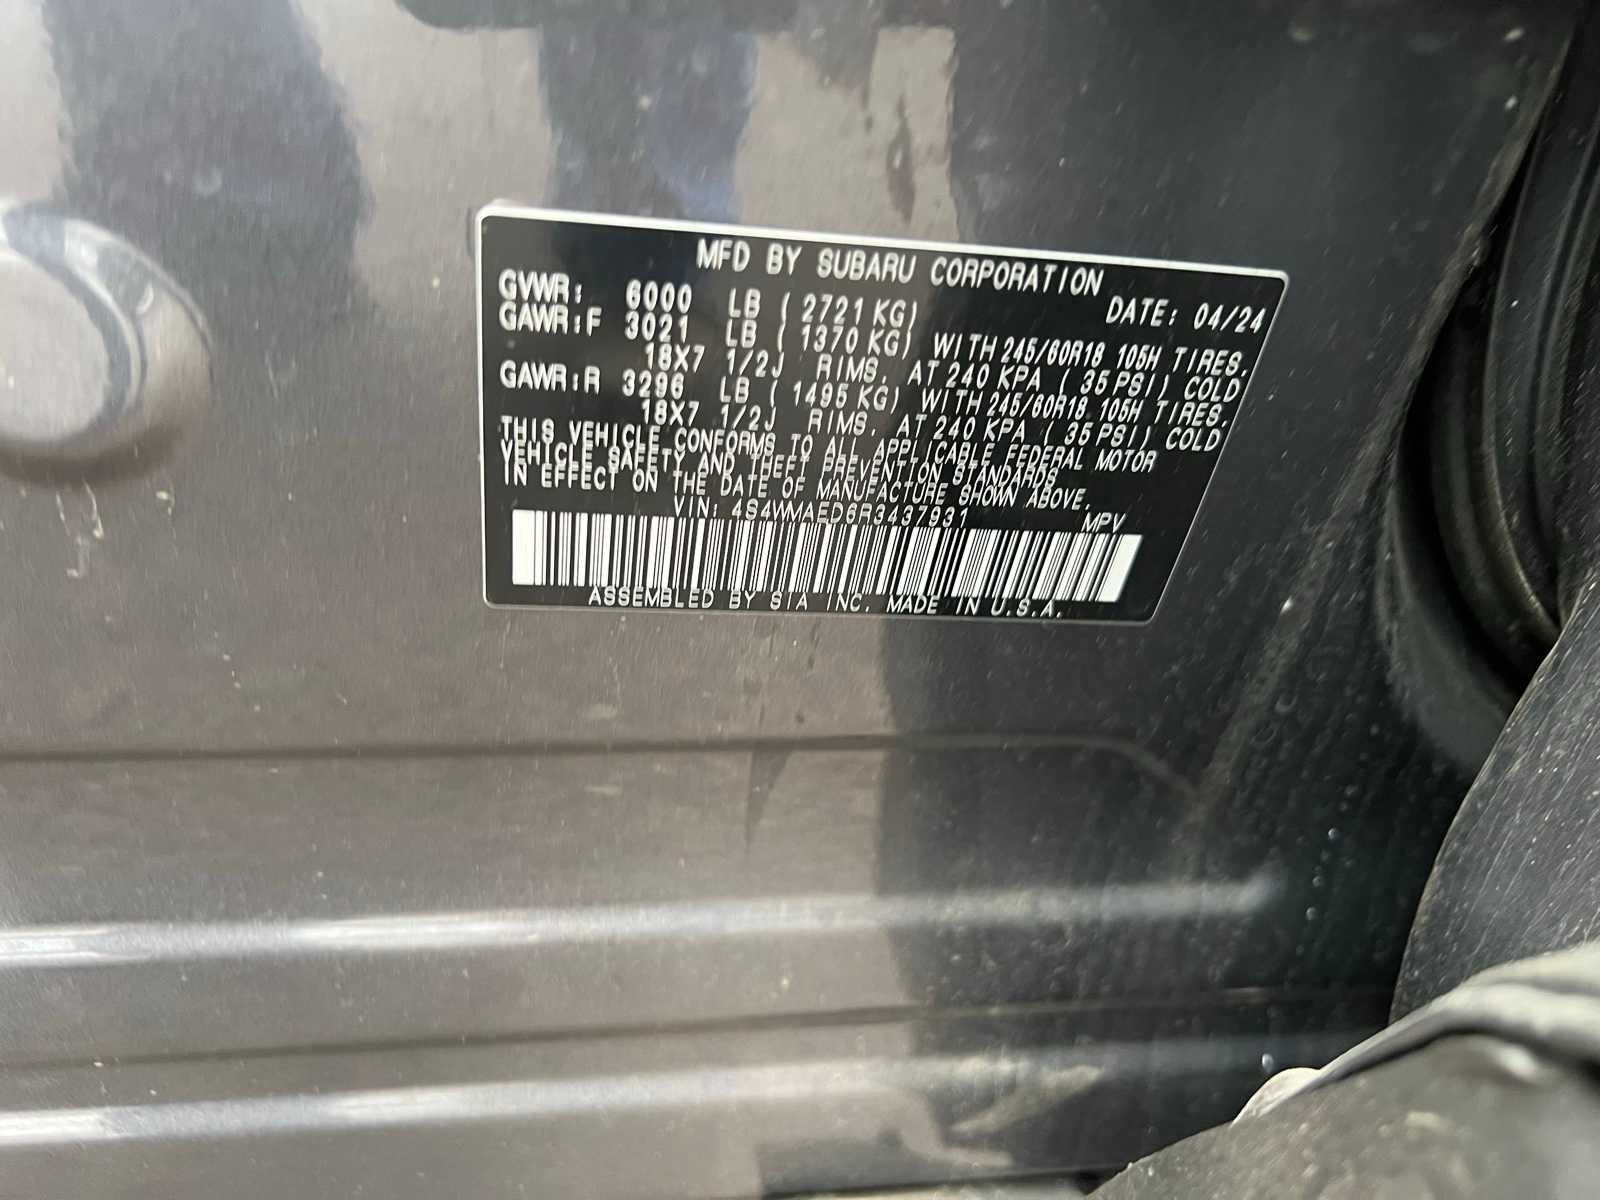 MFD BY SUBARU CORPORATION
DATE: 04/24
GVWR: 6000 LB ( 2721 KG)
GAWR:F 3021 LB ( 1370 KG) WITH 245/60R18 105H TIRES,
18X7 1/2J RIMS, AT 240 KPA ( 35 PSI) COLD
GAWR:R 3296 LB ( 1495 KG) WITH 245/60R18 105H TIRES,
18X7 1/2J RIMS, AT 240 KPA ( 35 PSI) COLD
THIS VEHICLE CONFORMS TO ALL APPLICABLE FEDERAL MOTOR
VEHICLE SAFETY AND THEFT PREVENTION STANDARDS
IN EFFECT ON THE DATE OF MANUFACTURE SHOWN ABOVE.
VIN: 4S4WMAED6R3437931 MPV
ASSEMBLED BY SIA INC. MADE IN U.S.A.